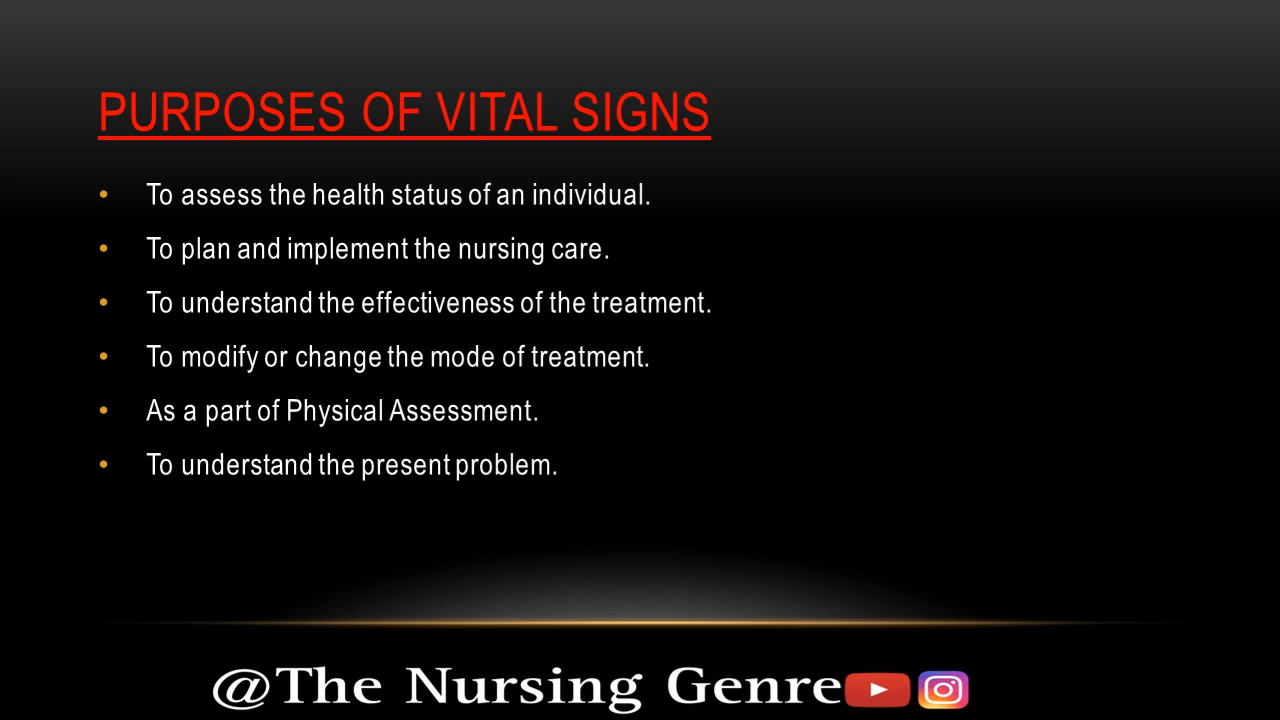 PURPOSES OF VITAL SIGNS
• To assess the health status of an individual.
• To plan and implement the nursing care.
• To understand the effectiveness of the treatment.
• To modify or change the mode of treatment.
• As a part of Physical Assessment.
• To understand the present problem.
@The Nursing Genre